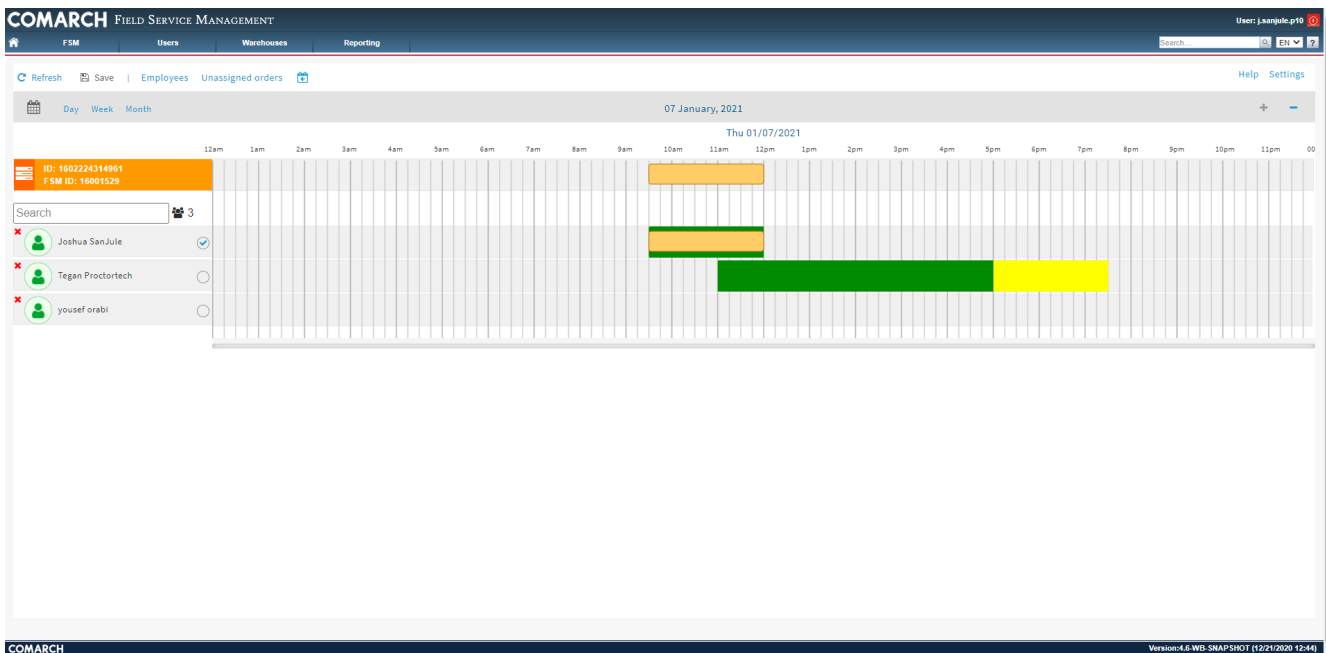 COMARCH FIELD SERVICE MANAGEMENT
User: j.sanjule.p10
FSM Users Warehouses Reporting
Search... EN ?
Refresh Save | Employees Unassigned orders
Help Settings
Day Week Month
07 January, 2021
+ −
Thu 01/07/2021
12am 1am 2am 3am 4am 5am 6am 7am 8am 9am 10am 11am 12pm 1pm 2pm 3pm 4pm 5pm 6pm 7pm 8pm 9pm 10pm 11pm 00
ID: 1602224314961
FSM ID: 16001529
Search 3
Joshua SanJule
Tegan Proctortech
yousef orabi
COMARCH
Version:4.6-WB-SNAPSHOT (12/21/2020 12:44)